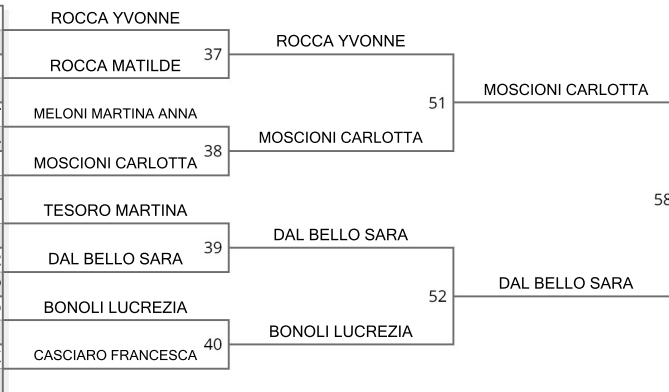 ROCCA YVONNE
37
ROCCA YVONNE
ROCCA MATILDE
MOSCIONI CARLOTTA
51
MELONI MARTINA ANNA
38
MOSCIONI CARLOTTA
MOSCIONI CARLOTTA
58
TESORO MARTINA
39
DAL BELLO SARA
DAL BELLO SARA
DAL BELLO SARA
52
BONOLI LUCREZIA
40
BONOLI LUCREZIA
CASCIARO FRANCESCA